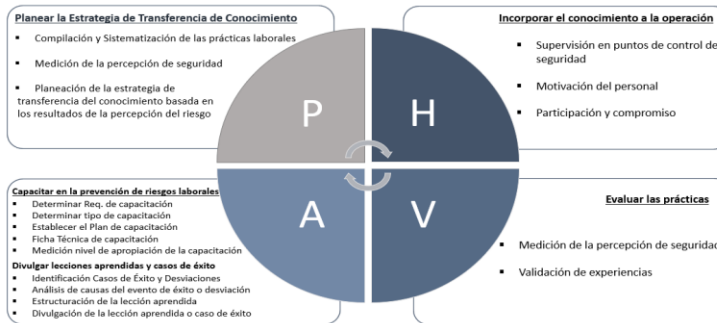 Planear la Estrategia de Transferencia de Conocimiento
▪ Compilación y Sistematización de las prácticas laborales
▪ Medición de la percepción de seguridad
▪ Planeación de la estrategia de
transferencia del conocimiento basada en
los resultados de la percepción del riesgo
Incorporar el conocimiento a la operación
▪ Supervisión en puntos de control de
seguridad
▪ Motivación del personal
▪ Participación y compromiso
P
H
A
V
Capacitar en la prevención de riesgos laborales
▪ Determinar Req. de capacitación
▪ Determinar tipo de capacitación
▪ Establecer el Plan de capacitación
▪ Ficha Técnica de capacitación
▪ Medición nivel de apropiación de la capacitación
Divulgar lecciones aprendidas y casos de éxito
▪ Identificación Casos de Éxito y Desviaciones
▪ Análisis de causas del evento de éxito o desviación
▪ Estructuración de la lección aprendida
▪ Divulgación de la lección aprendida o caso de éxito
Evaluar las prácticas
▪ Medición de la percepción de seguridad
▪ Validación de experiencias